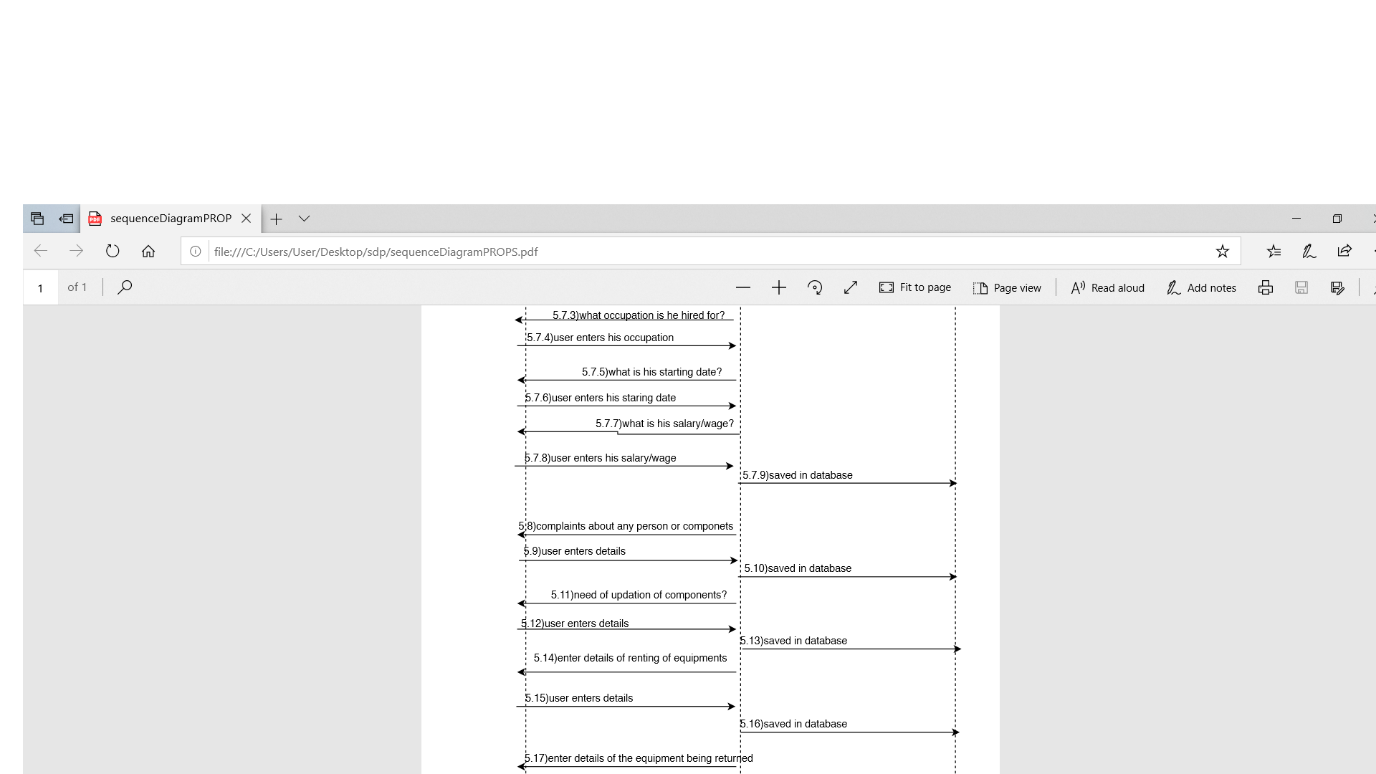 sequenceDiagramPROP
file:///C:/Users/User/Desktop/sdp/sequenceDiagramPROPS.pdf
1 of 1 Fit to page Page view Read aloud Add notes
5.7.3)what occupation is he hired for?
5.7.4)user enters his occupation
5.7.5)what is his starting date?
5.7.6)user enters his staring date
5.7.7)what is his salary/wage?
5.7.8)user enters his salary/wage
5.7.9)saved in database
5.8)complaints about any person or componets
5.9)user enters details
5.10)saved in database
5.11)need of updation of components?
5.12)user enters details
5.13)saved in database
5.14)enter details of renting of equipments
5.15)user enters details
5.16)saved in database
5.17)enter details of the equipment being returned